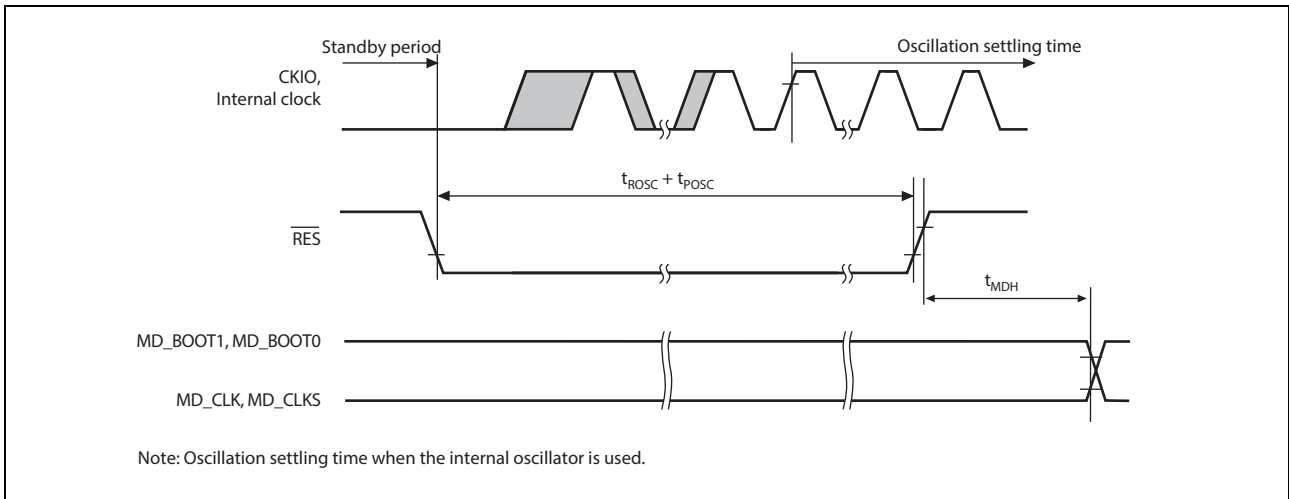 Standby period
Oscillation settling time
CKIO,
Internal clock
tROSC + tPOSC
RES
tMDH
MD_BOOT1, MD_BOOT0
MD_CLK, MD_CLKS
Note: Oscillation settling time when the internal oscillator is used.